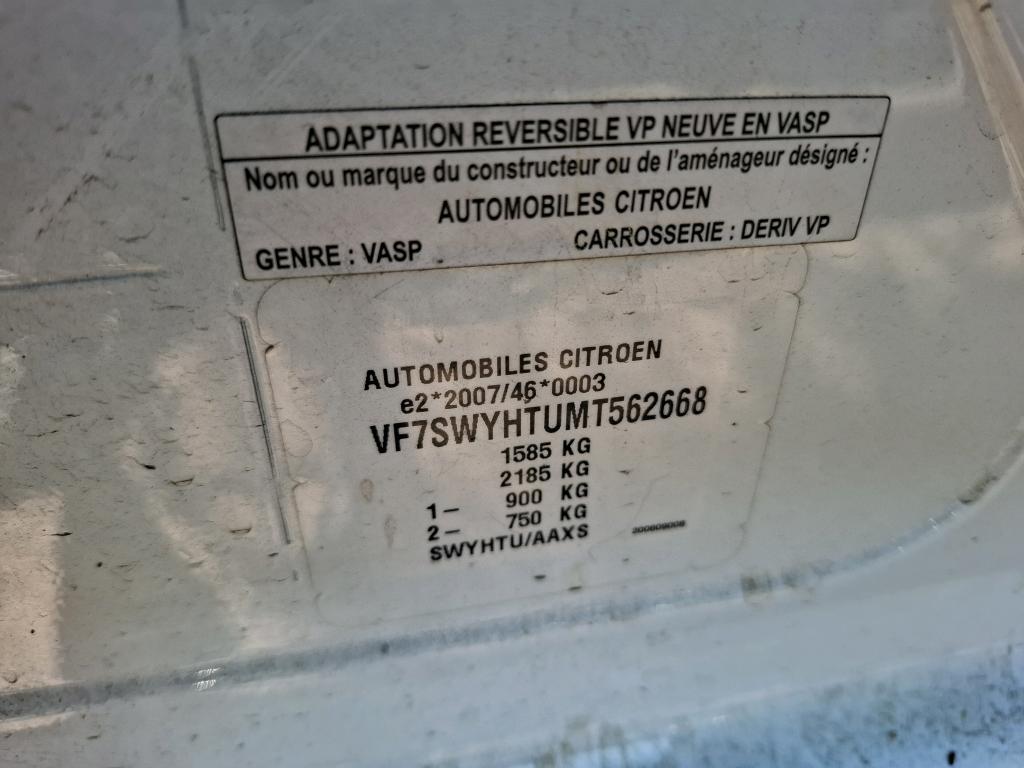 ADAPTATION REVERSIBLE VP NEUVE EN VASP
Nom ou marque du constructeur ou de l'aménageur désigné :
AUTOMOBILES CITROEN
GENRE : VASP CARROSSERIE : DERIV VP
AUTOMOBILES CITROEN
e2*2007/46*0003
VF7SWYHTUMT562668
1585 KG
2185 KG
1- 900 KG
2- 750 KG
SWYHTU/AAXS